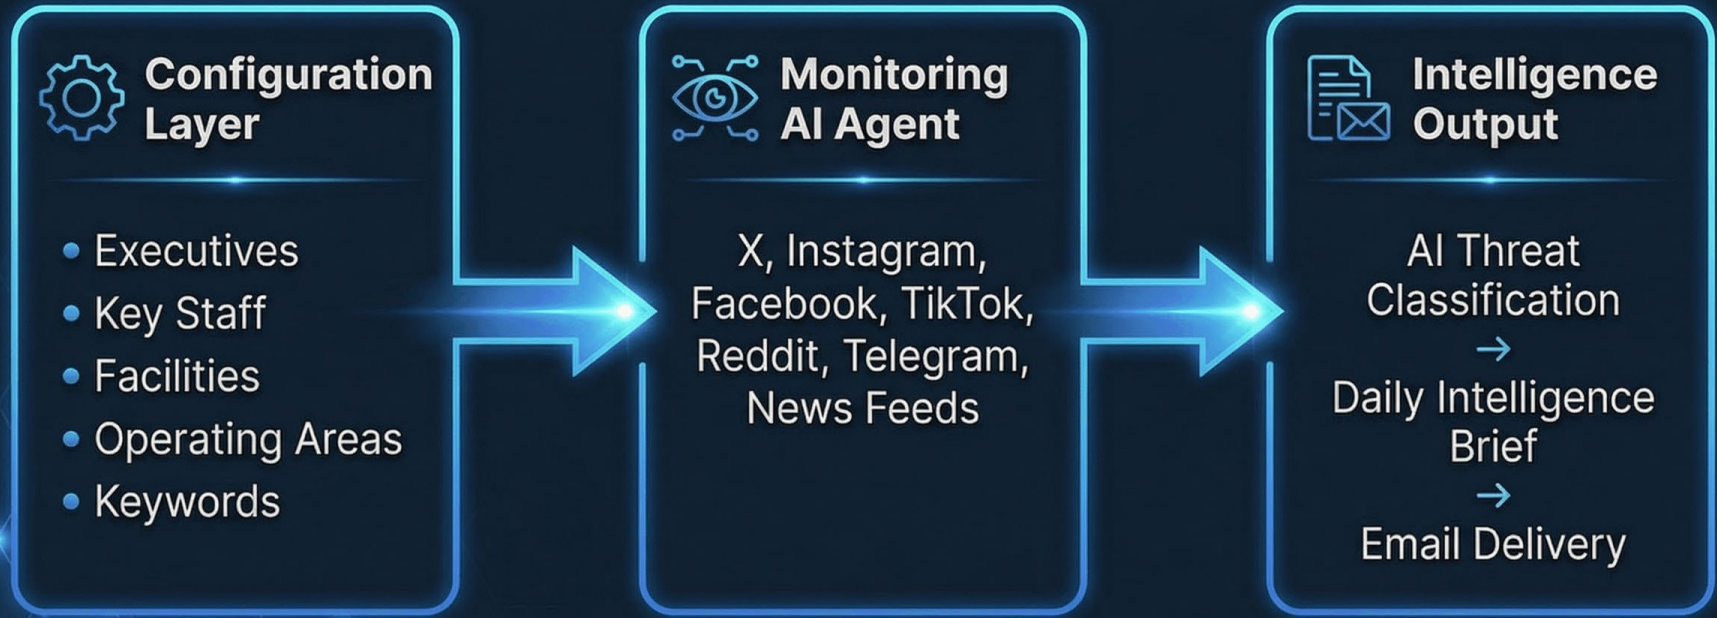 Configuration
Layer
Executives
Key Staff
Facilities
Operating Areas
Keywords
Monitoring
AI Agent
X, Instagram,
Facebook, TikTok,
Reddit, Telegram,
News Feeds
Intelligence
Output
AI Threat
Classification
→
Daily Intelligence
Brief
→
Email Delivery